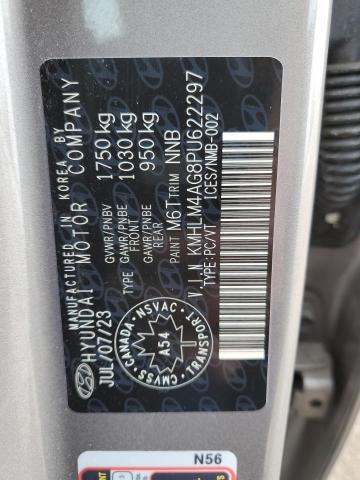 MANUFACTURED IN KOREA BY
HYUNDAI MOTOR COMPANY
JUL/07/23
GVWR/PNBV 1750 kg
TYPE GAWR/PNBE FRONT 1030 kg
GAWR/PNBE REAR 950 kg
PAINT M6T TRIM NNB
V.I.N KMHLM4AG8PU622297
TYPE:PC/VT 1CES/NMB-002
CANADA·NSVAC
A54
CMVSS TRANSPORT
N56